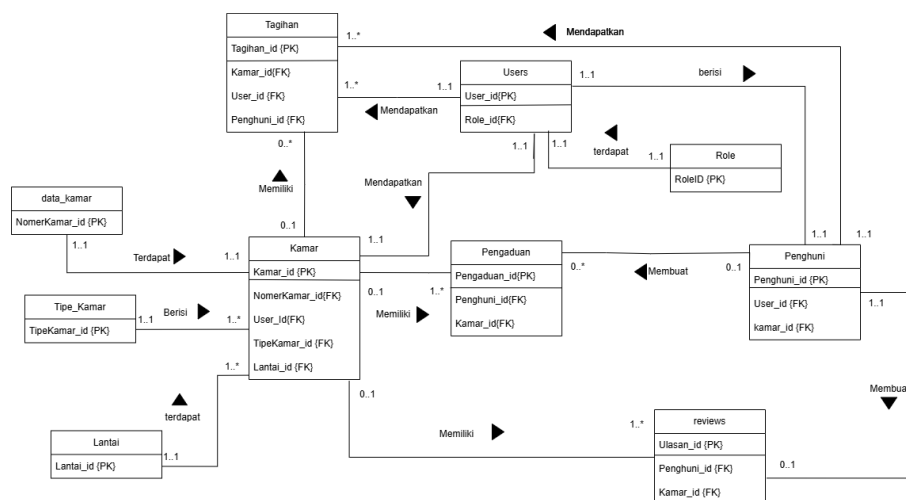 Tagihan
Tagihan_id {PK}
Kamar_id{FK}
User_id {FK}
Penghuni_id {FK}
1..*
Mendapatkan
1..*
Mendapatkan
1..1
Users
User_id{PK}
Role_id{FK}
1..1
berisi
1..1
1..1
terdapat
1..1
Role
RoleID {PK}
0..*
Memiliki
0..1
Mendapatkan
1..1
data_kamar
NomerKamar_id {PK}
1..1
Terdapat
1..1
Kamar
Kamar_id {PK}
NomerKamar_id{FK}
User_Id{FK}
TipeKamar_id {FK}
Lantai_id {FK}
Pengaduan
Pengaduan_id{PK}
Penghuni_id{FK}
Kamar_id{FK}
0..1
Memiliki
1..*
0..*
Membuat
0..1
1..1
1..1
Penghuni
Penghuni_id {PK}
User_id {FK}
kamar_id {FK}
1..1
Tipe_Kamar
TipeKamar_id {PK}
1..1
Berisi
1..*
1..*
terdapat
1..1
Lantai
Lantai_id {PK}
0..1
Memiliki
1..*
reviews
Ulasan_id {PK}
Penghuni_id {FK}
Kamar_id {FK}
Membua
0..1